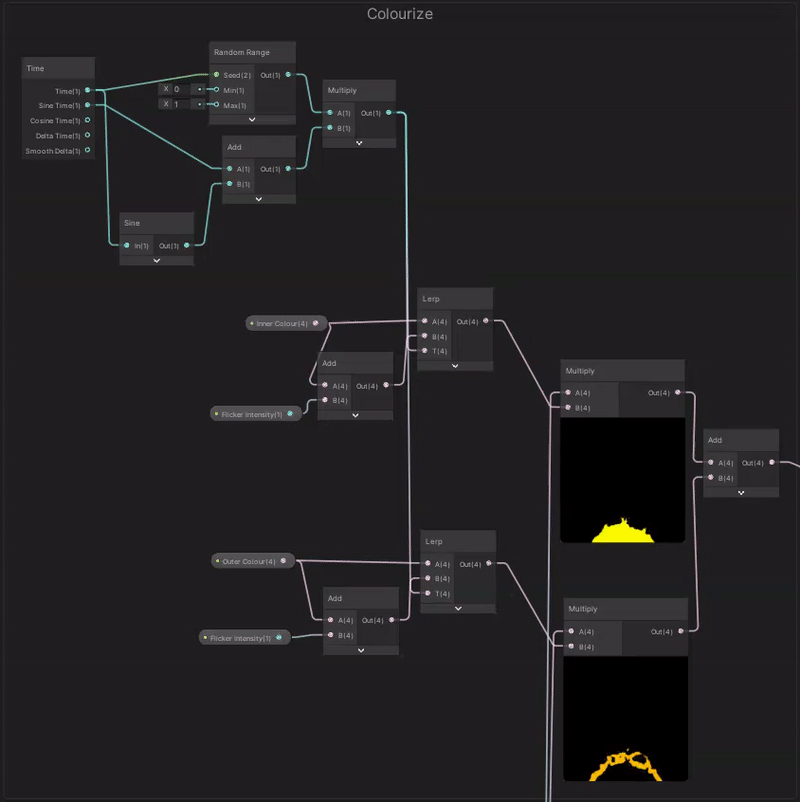 Colourize
Random Range
Time
Seed(2) Out(1)
Time(1) X 0 Min(1)
Sine Time(1) X 1 Max(1)
Cosine Time(1)
Delta Time(1)
Smooth Delta(1)
Multiply
A(1) Out(1)
B(1)
Add
A(1) Out(1)
B(1)
Sine
In(1) Out(1)
Lerp
Inner Colour(4) A(4) Out(4)
B(4)
T(4)
Add
A(4) Out(4)
B(4)
Flicker Intensity(1)
Multiply
A(4) Out(4)
B(4)
Add
A(4) Out(4)
B(4)
Lerp
Outer Colour(4) A(4) Out(4)
B(4)
T(4)
Add
A(4) Out(4)
B(4)
Flicker Intensity(1)
Multiply
A(4) Out(4)
B(4)